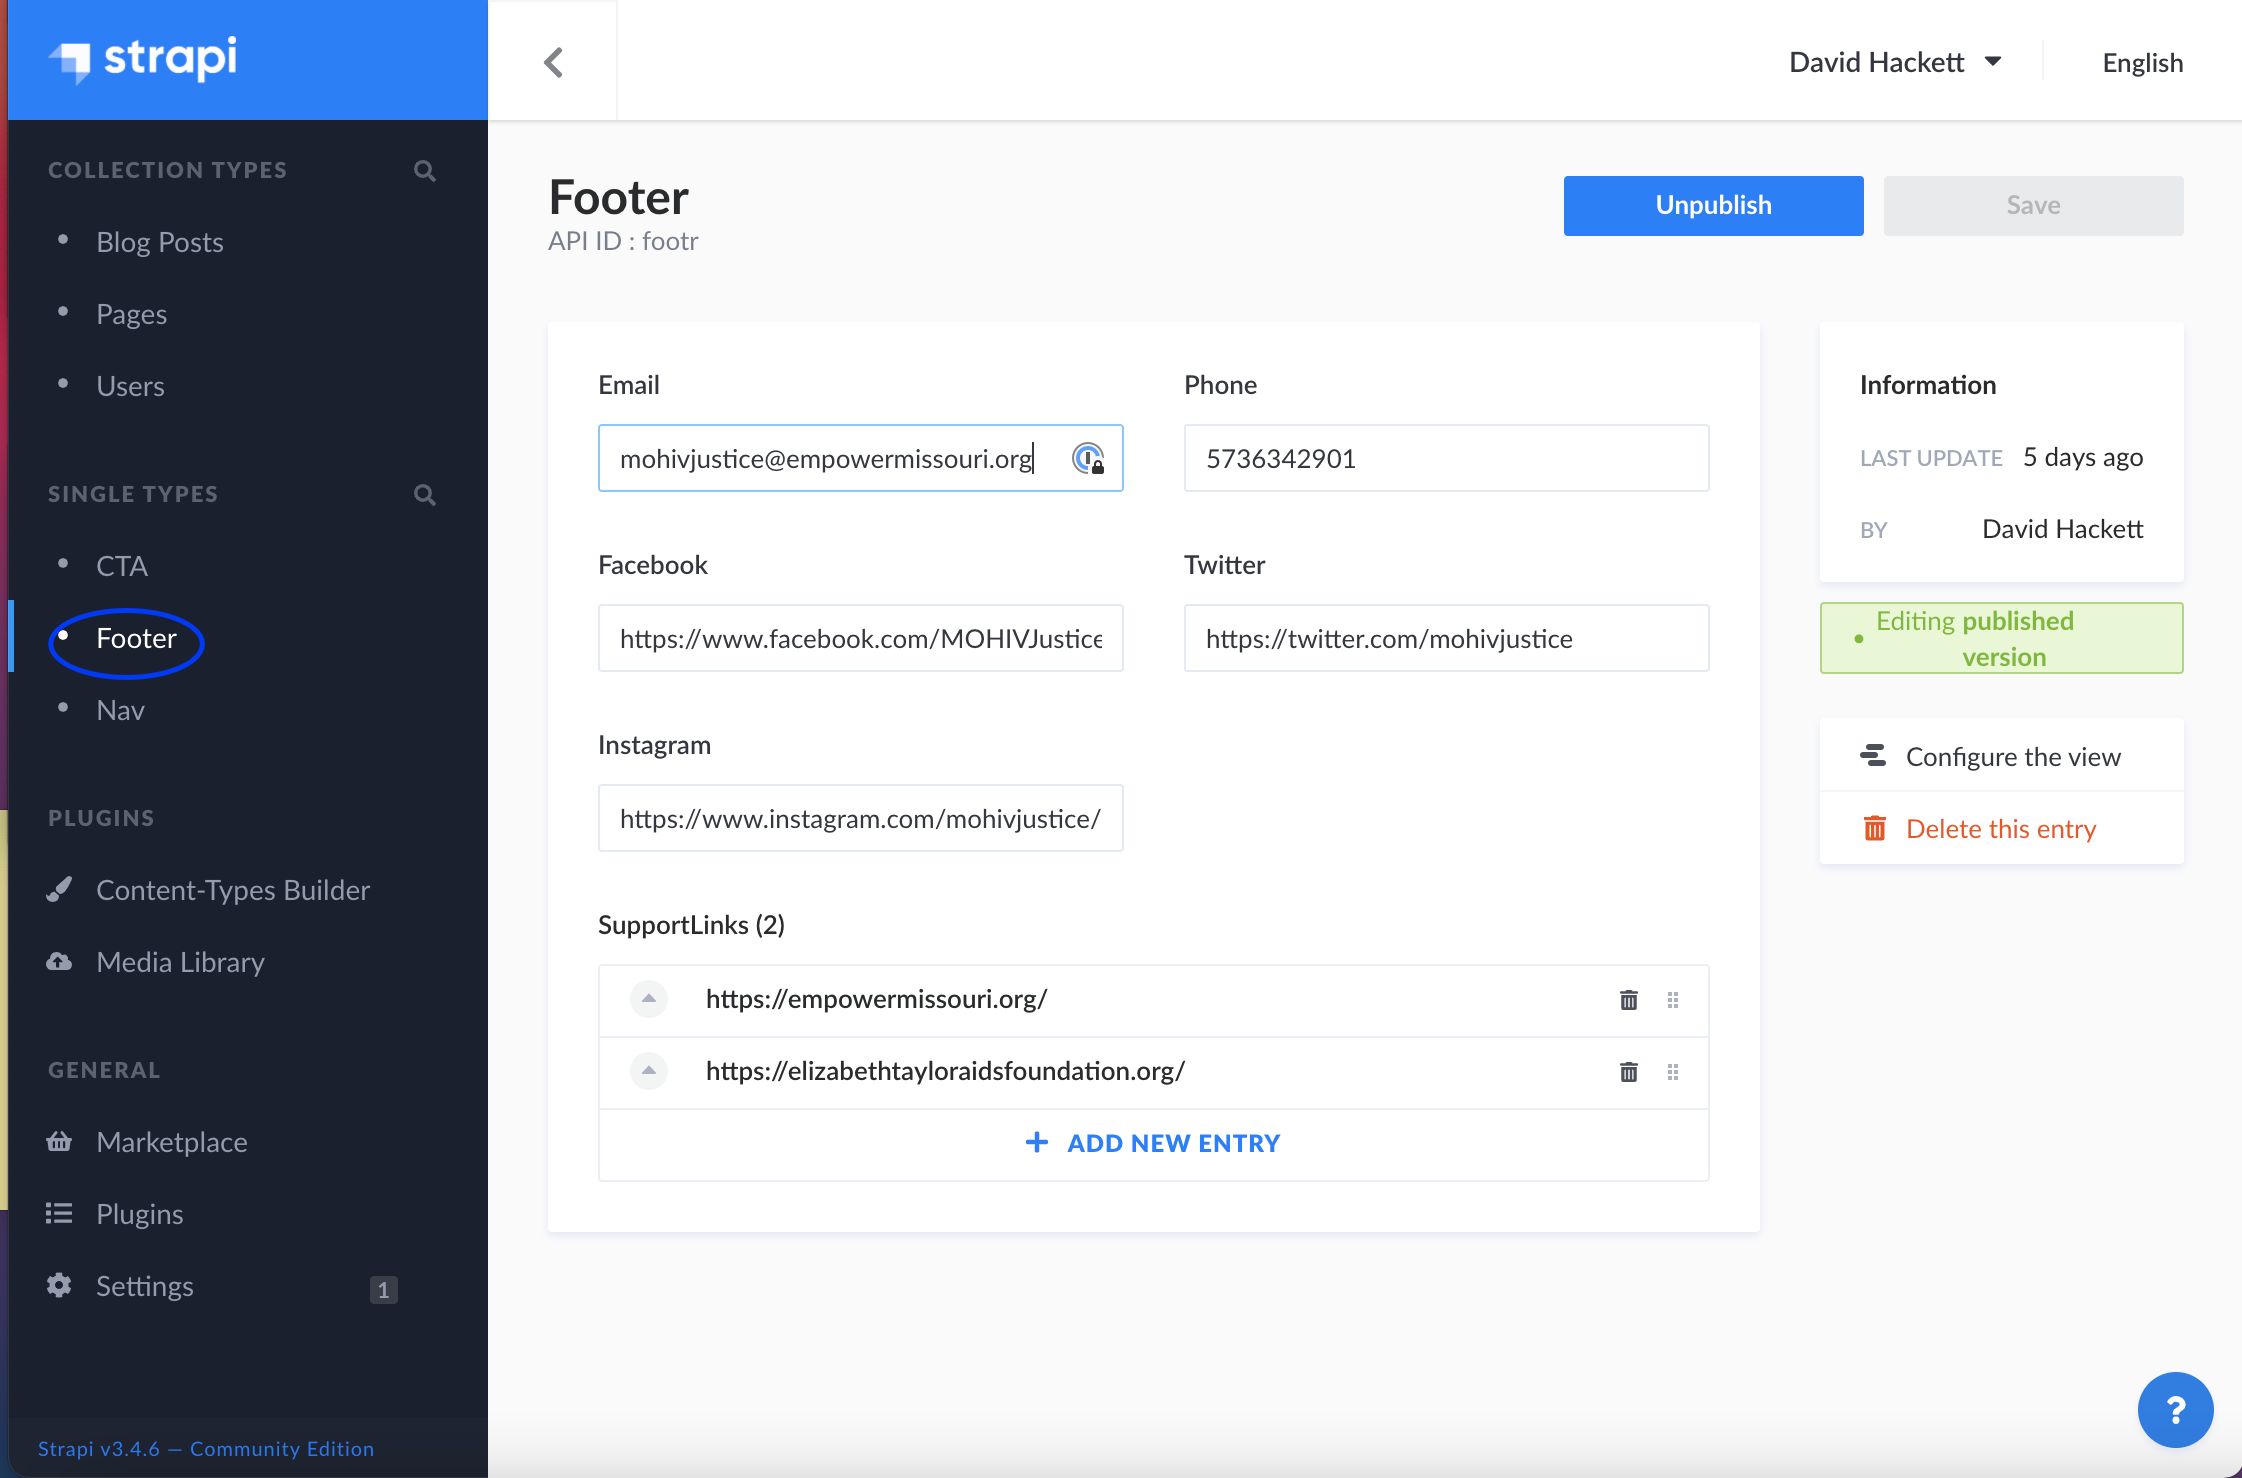 strapi
David Hackett
English
COLLECTION TYPES
Blog Posts
Pages
Users
SINGLE TYPES
CTA
Footer
Nav
PLUGINS
Content-Types Builder
Media Library
GENERAL
Marketplace
Plugins
Settings 1
Strapi v3.4.6 — Community Edition
Footer
API ID : footr
Unpublish
Save
Email
mohivjustice@empowermissouri.org
Phone
5736342901
Facebook
https://www.facebook.com/MOHIVJustice
Twitter
https://twitter.com/mohivjustice
Instagram
https://www.instagram.com/mohivjustice/
SupportLinks (2)
https://empowermissouri.org/
https://elizabethtayloraidsfoundation.org/
+ ADD NEW ENTRY
Information
LAST UPDATE 5 days ago
BY David Hackett
Editing published
version
Configure the view
Delete this entry
?